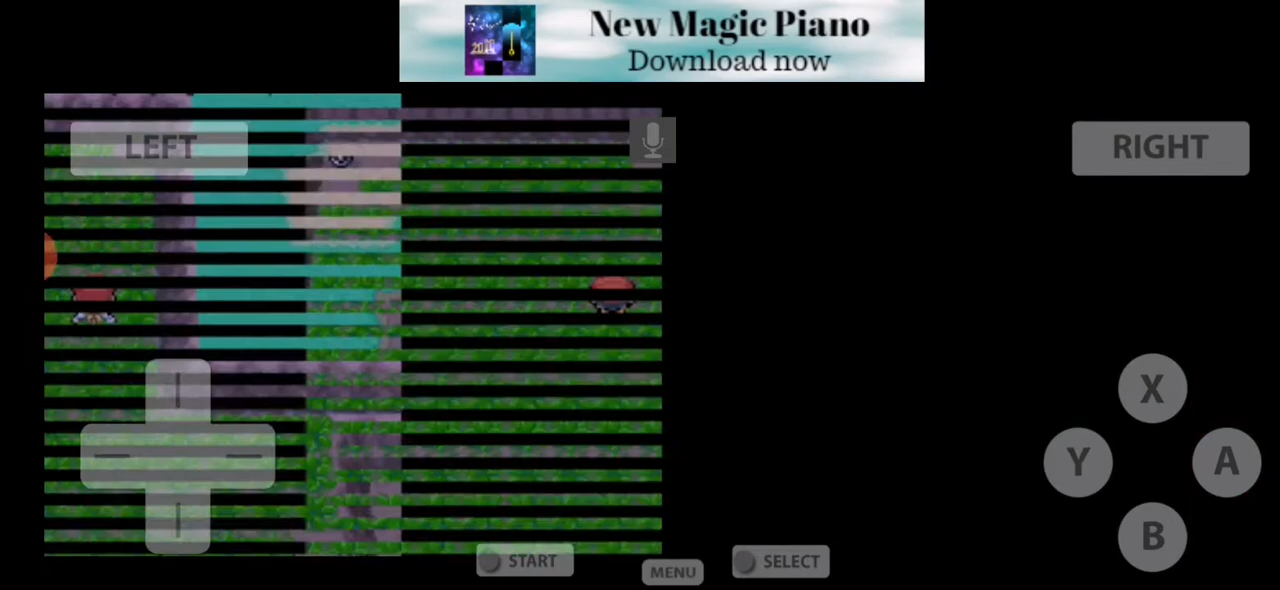 New Magic Piano
Download now
LEFT
RIGHT
X
Y
A
B
START
SELECT
MENU